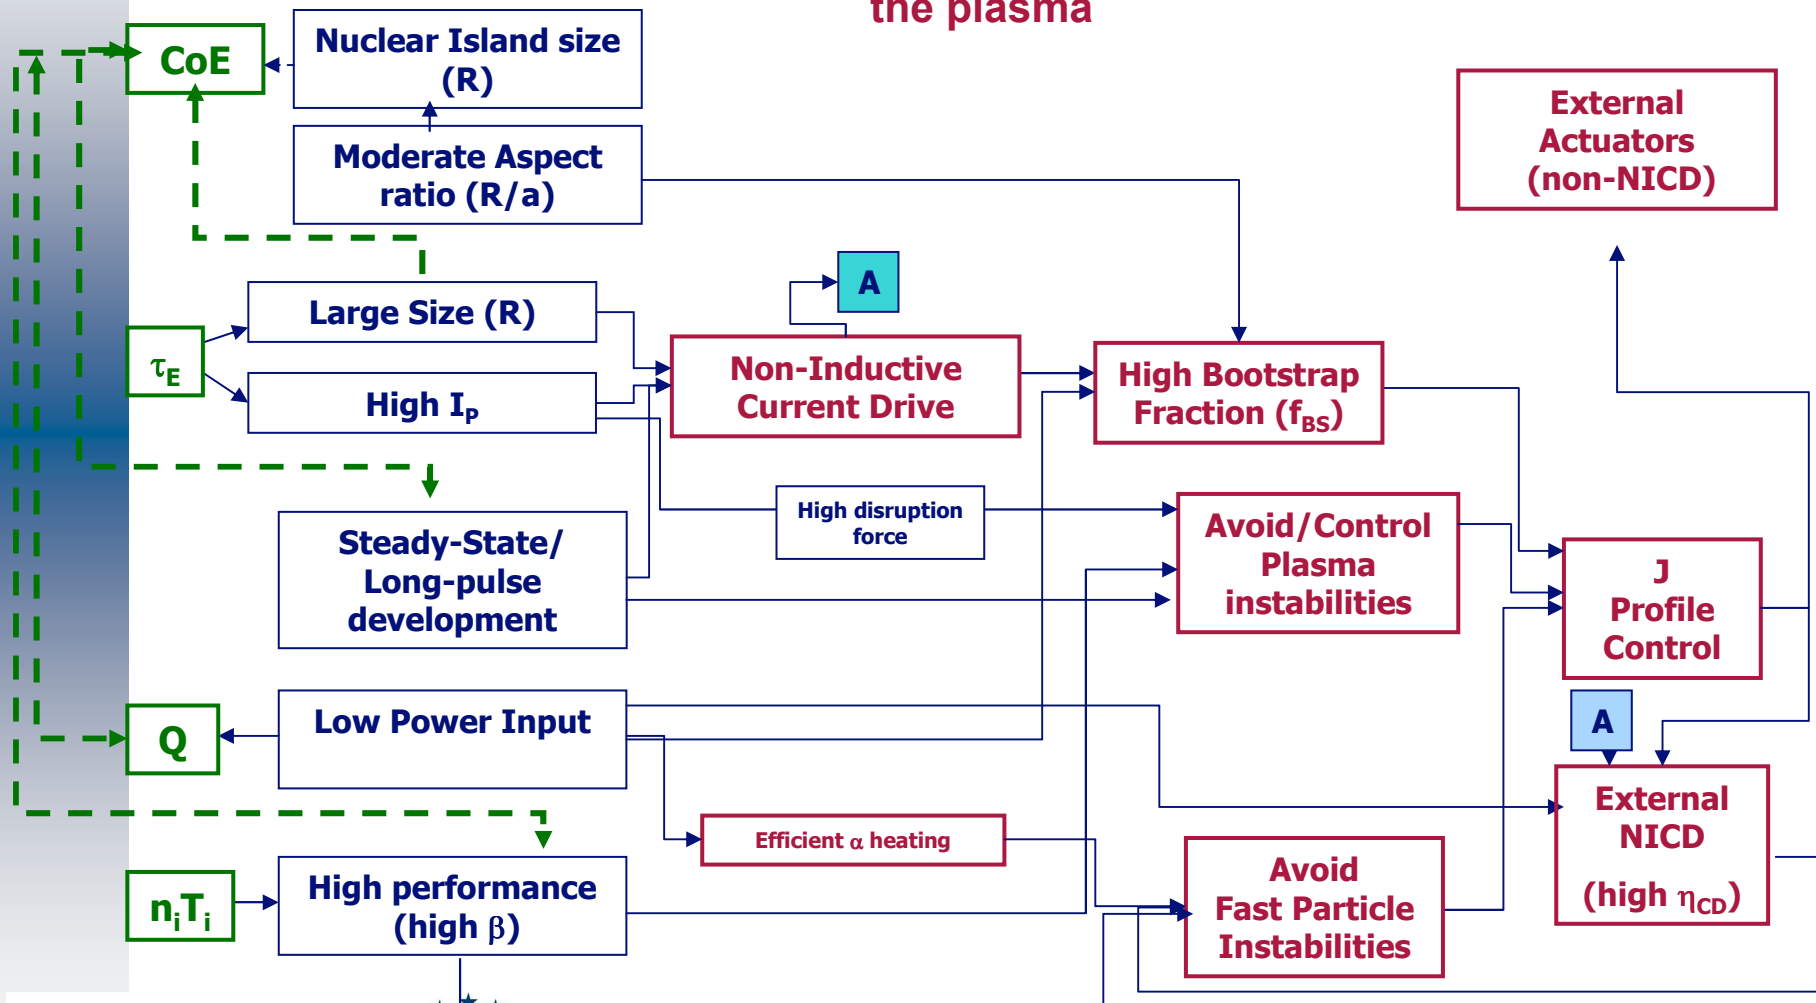 the plasma
CoE
Nuclear Island size
(R)
Moderate Aspect
ratio (R/a)
External
Actuators
(non-NICD)
A
Large Size (R)
τE
High IP
Non-Inductive
Current Drive
High Bootstrap
Fraction (fBS)
High disruption
force
Avoid/Control
Plasma
instabilities
Steady-State/
Long-pulse
development
J
Profile
Control
Q
Low Power Input
A
External
NICD
(high ηCD)
Efficient α heating
Avoid
Fast Particle
Instabilities
niTi
High performance
(high β)